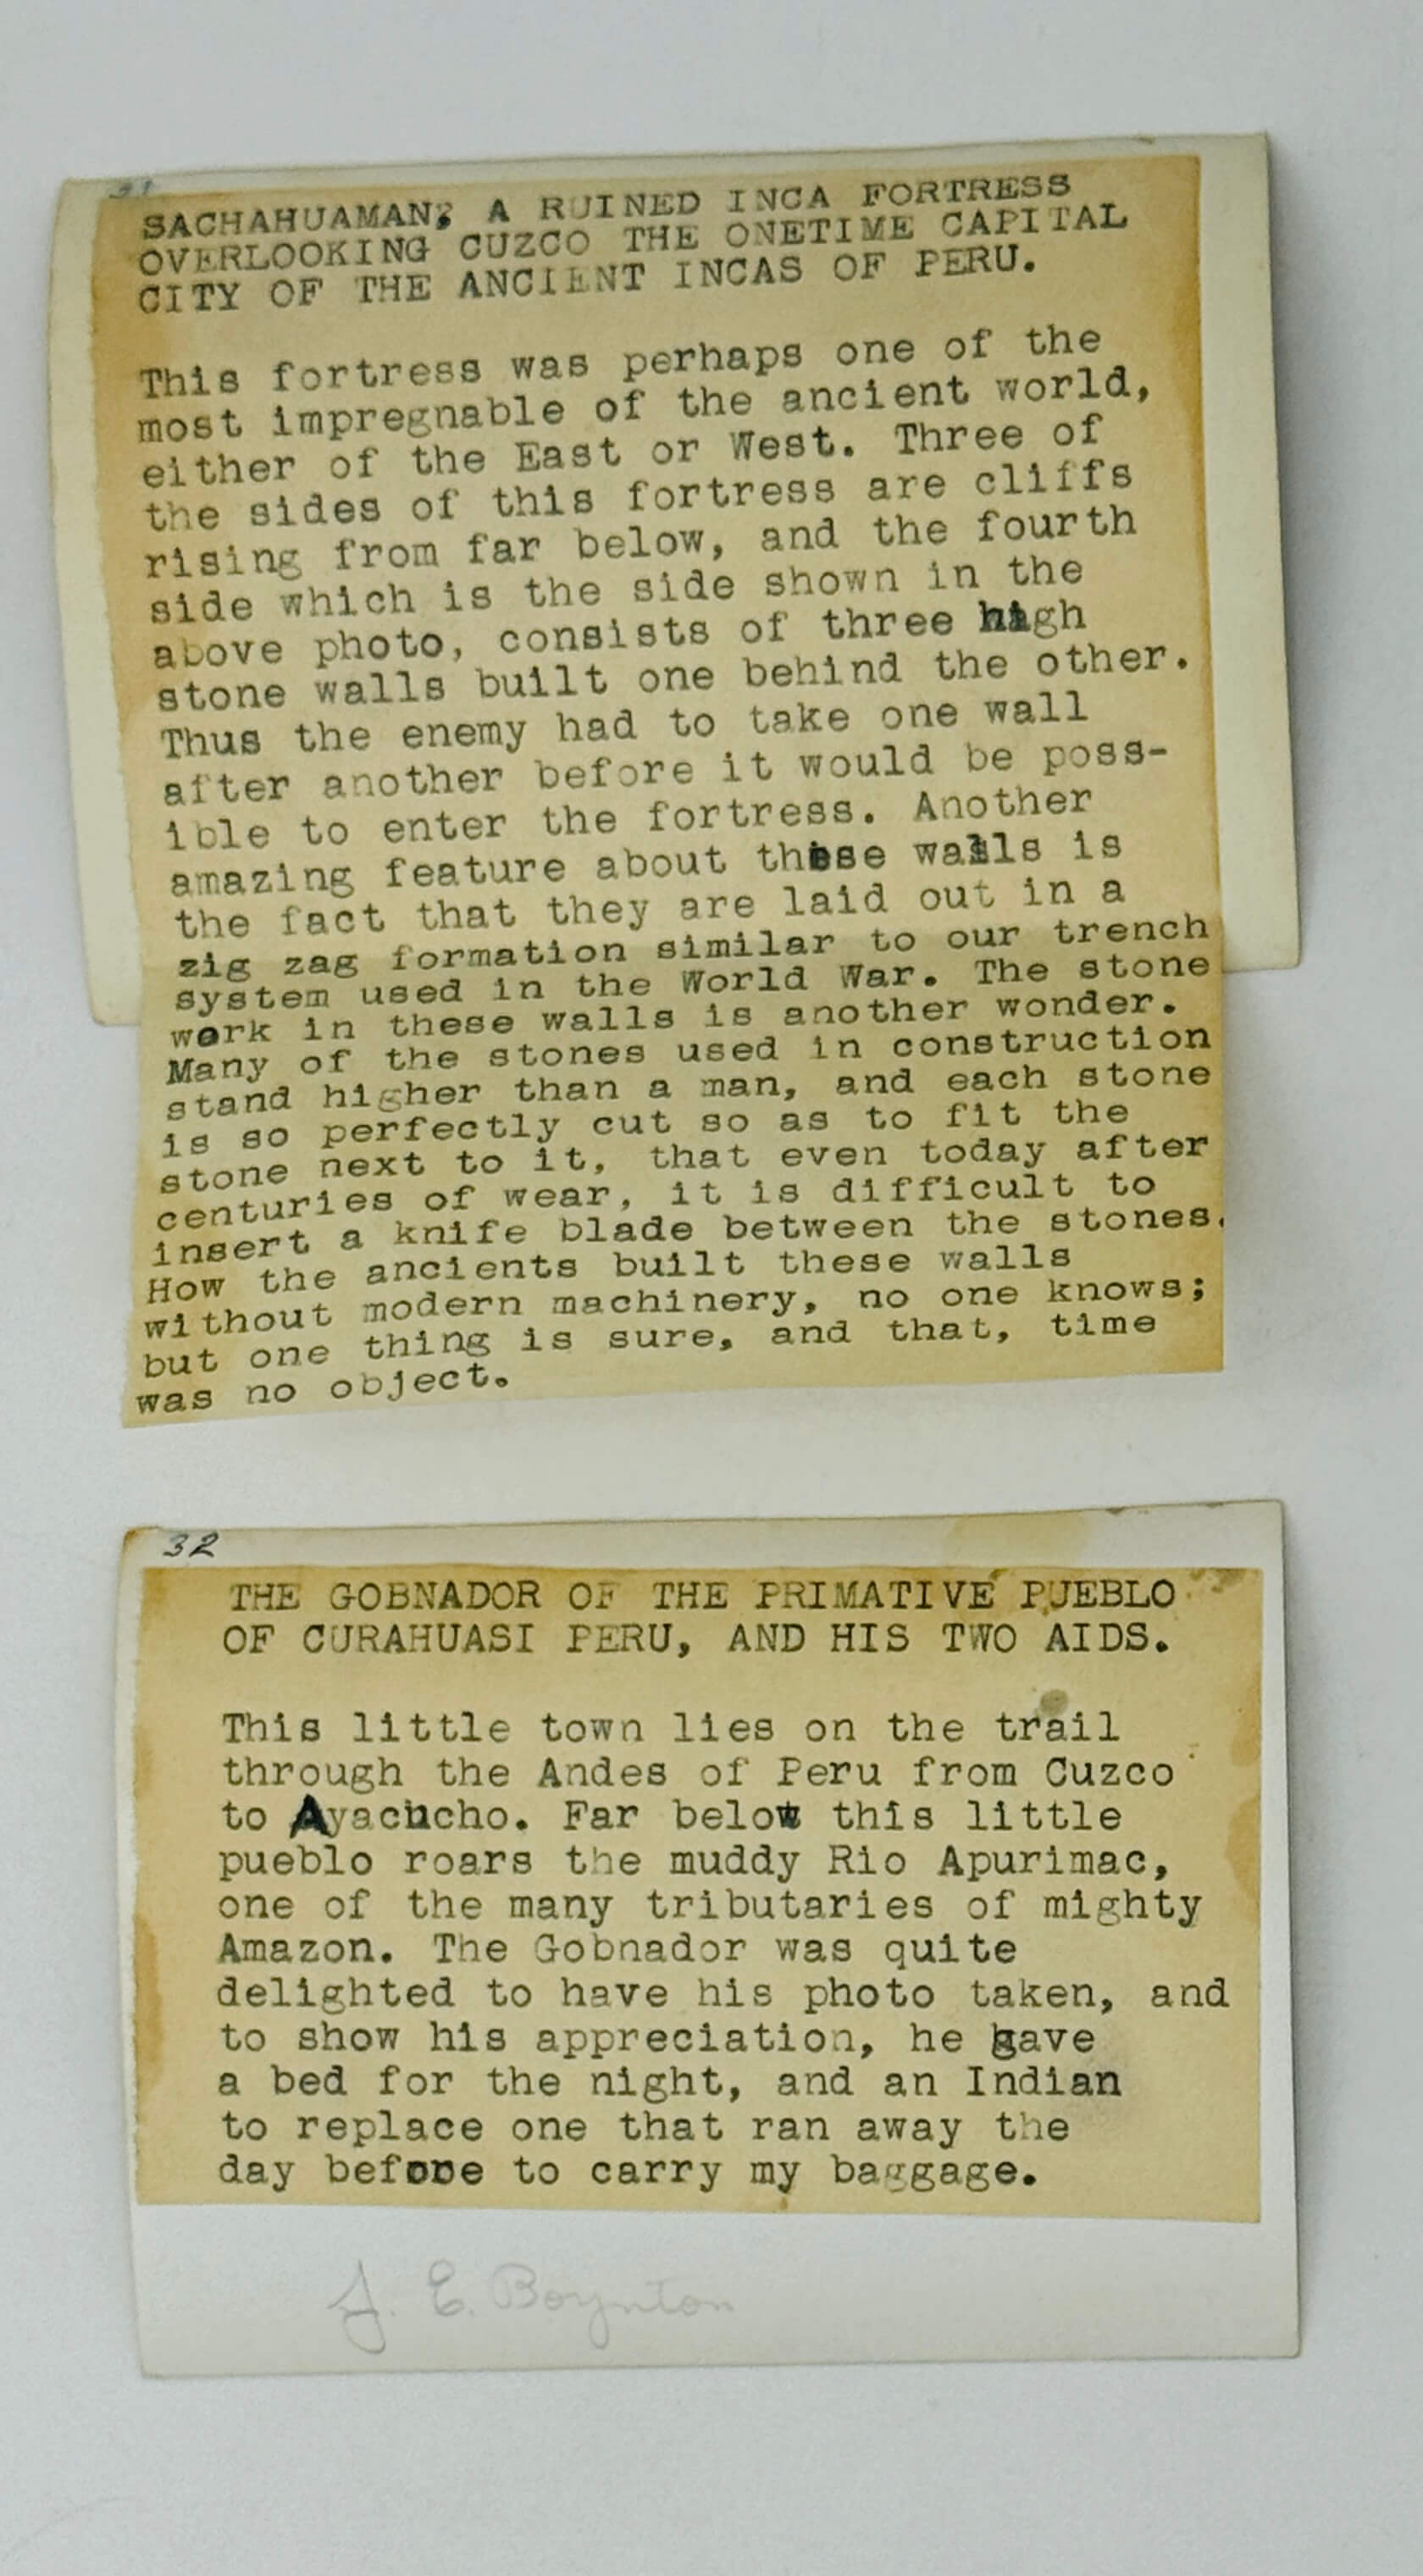 31
SACHAHUAMAN, A RUINED INCA FORTRESS
OVERLOOKING CUZCO THE ONETIME CAPITAL
CITY OF THE ANCIENT INCAS OF PERU.
This fortress was perhaps one of the
most impregnable of the ancient world,
either of the East or West. Three of
the sides of this fortress are cliffs
rising from far below, and the fourth
side which is the side shown in the
above photo, consists of three high
stone walls built one behind the other.
Thus the enemy had to take one wall
after another before it would be poss-
ible to enter the fortress. Another
amazing feature about these walls is
the fact that they are laid out in a
zig zag formation similar to our trench
system used in the World War. The stone
work in these walls is another wonder.
Many of the stones used in construction
stand higher than a man, and each stone
is so perfectly cut so as to fit the
stone next to it, that even today after
centuries of wear, it is difficult to
insert a knife blade between the stones.
How the ancients built these walls
without modern machinery, no one knows;
but one thing is sure, and that, time
was no object.
32
THE GOBNADOR OF THE PRIMATIVE PUEBLO
OF CURAHUASI PERU, AND HIS TWO AIDS.
This little town lies on the trail
through the Andes of Peru from Cuzco
to Ayacucho. Far below this little
pueblo roars the muddy Rio Apurimac,
one of the many tributaries of mighty
Amazon. The Gobnador was quite
delighted to have his photo taken, and
to show his appreciation, he gave
a bed for the night, and an Indian
to replace one that ran away the
day before to carry my baggage.
J. E. Boynton